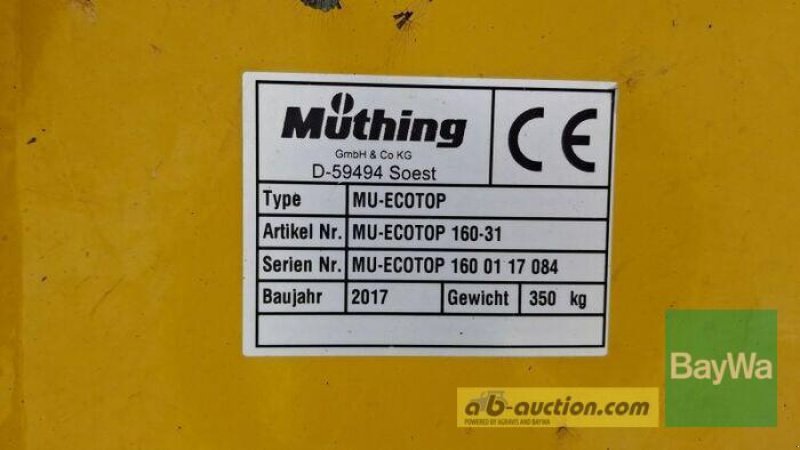 Müthing
GmbH & Co KG
D-59494 Soest
CE
Type MU-ECOTOP
Artikel Nr. MU-ECOTOP 160-31
Serien Nr. MU-ECOTOP 160 01 17 084
Baujahr 2017 Gewicht 350 kg
BayWa
ab-auction.com
POWERED BY AGRAVIS AND BAYWA